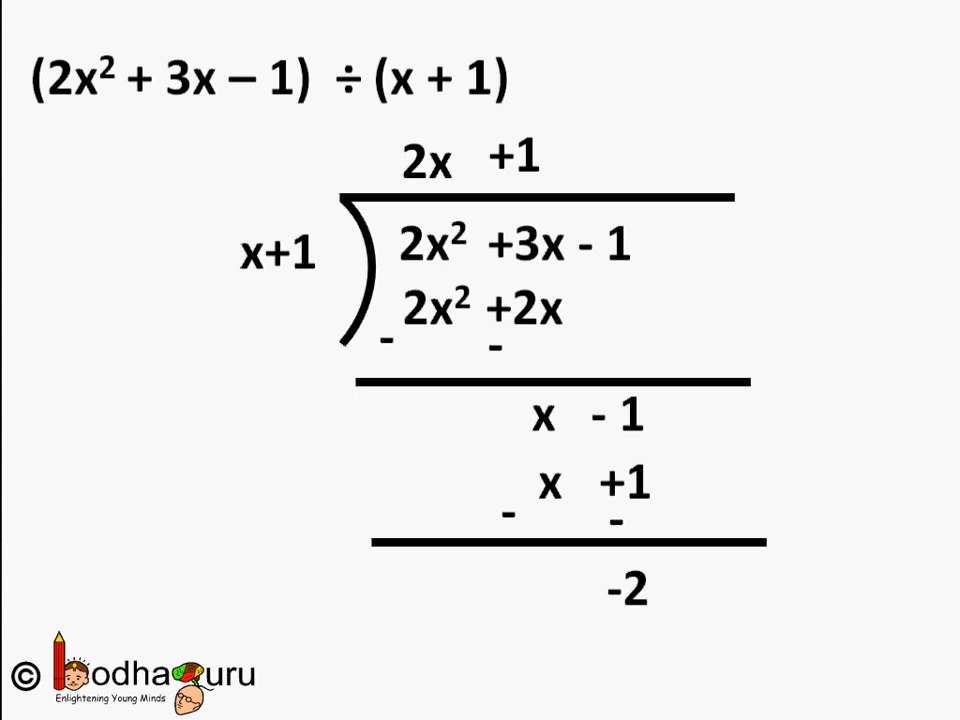 (2x² + 3x – 1) ÷ (x + 1)
2x +1
x+1 2x² +3x - 1
2x² +2x
- -
x - 1
x +1
- -
-2
© bodhaguru
Enlightening Young Minds